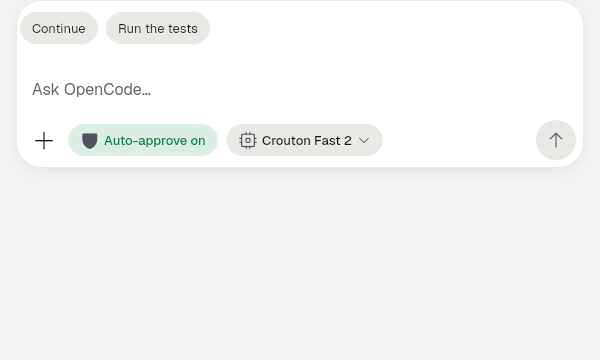 Continue
Run the tests
Ask OpenCode...
Auto-approve on
Crouton Fast 2